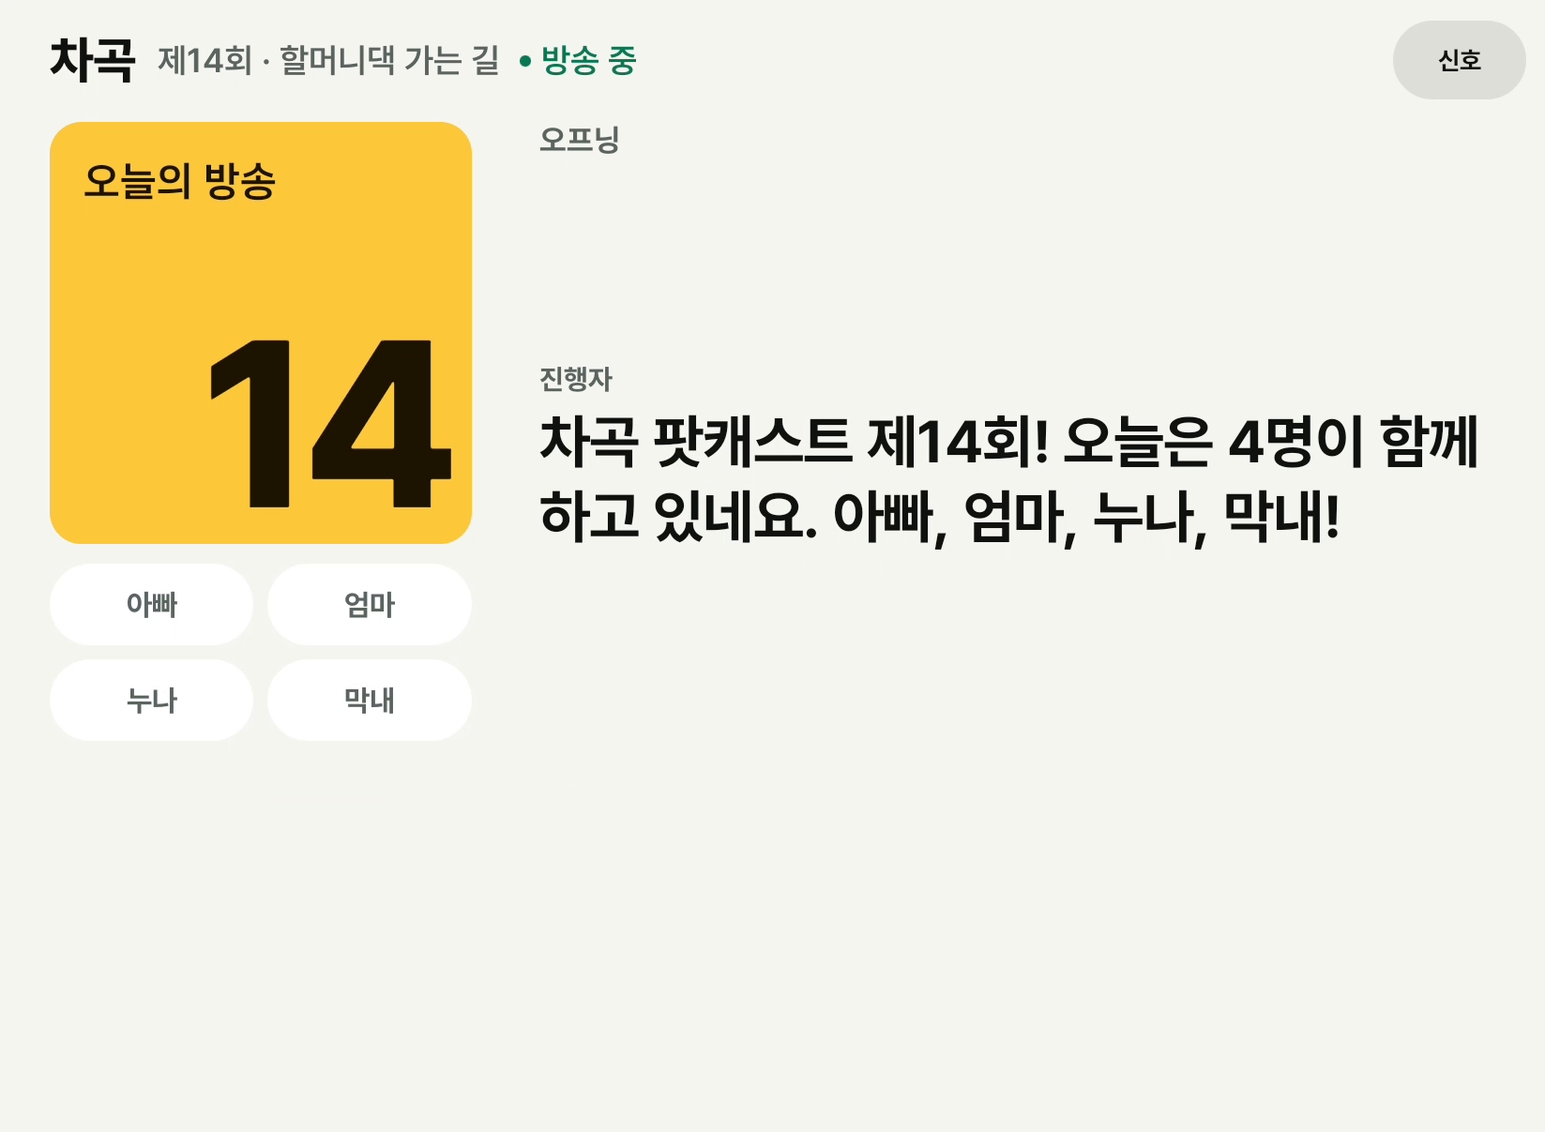 차곡 제14회 · 할머니댁 가는 길 • 방송 중
신호
오늘의 방송
14
아빠
엄마
누나
막내
오프닝
진행자
차곡 팟캐스트 제14회! 오늘은 4명이 함께
하고 있네요. 아빠, 엄마, 누나, 막내!